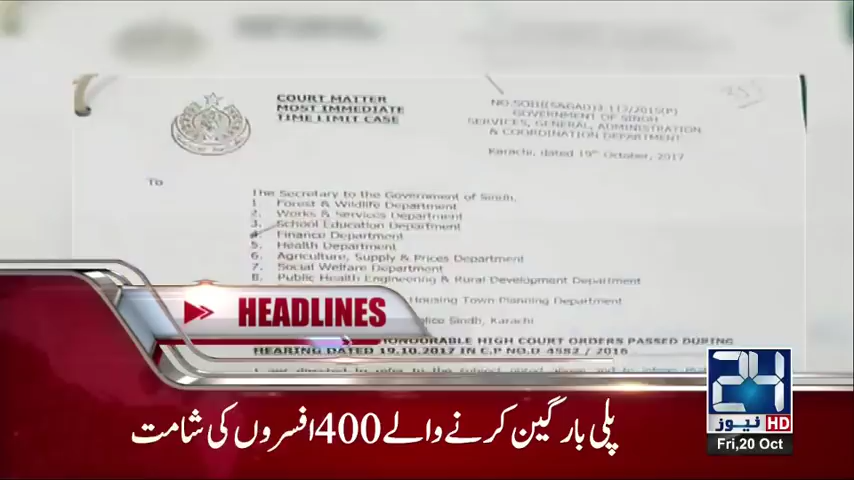 COURT MATTER
MOST IMMEDIATE
TIME LIMIT CASE
GOVERNMENT OF SINDH
SERVICES, GENERAL, ADMINISTRATION
& COORDINATION DEPARTMENT
Karachi, dated 19th October, 2017
To
The Secretary to the Government of Sindh,
1. Forest & Wildlife Department
2. Works & Services Department
3. School Education Department
4. Finance Department
5. Health Department
6. Agriculture, Supply & Prices Department
7. Social Welfare Department
8. Public Health Engineering & Rural Development Department
Housing Town Planning Department
Sindh, Karachi
HONOURABLE HIGH COURT ORDERS PASSED DURING
HEARING DATED 19.10.2017 IN C.P NO.D-4582 / 2016
HEADLINES
پلی بارگین کرنے والے 400 افسروں کی شامت
24
نیوز HD
Fri,20 Oct